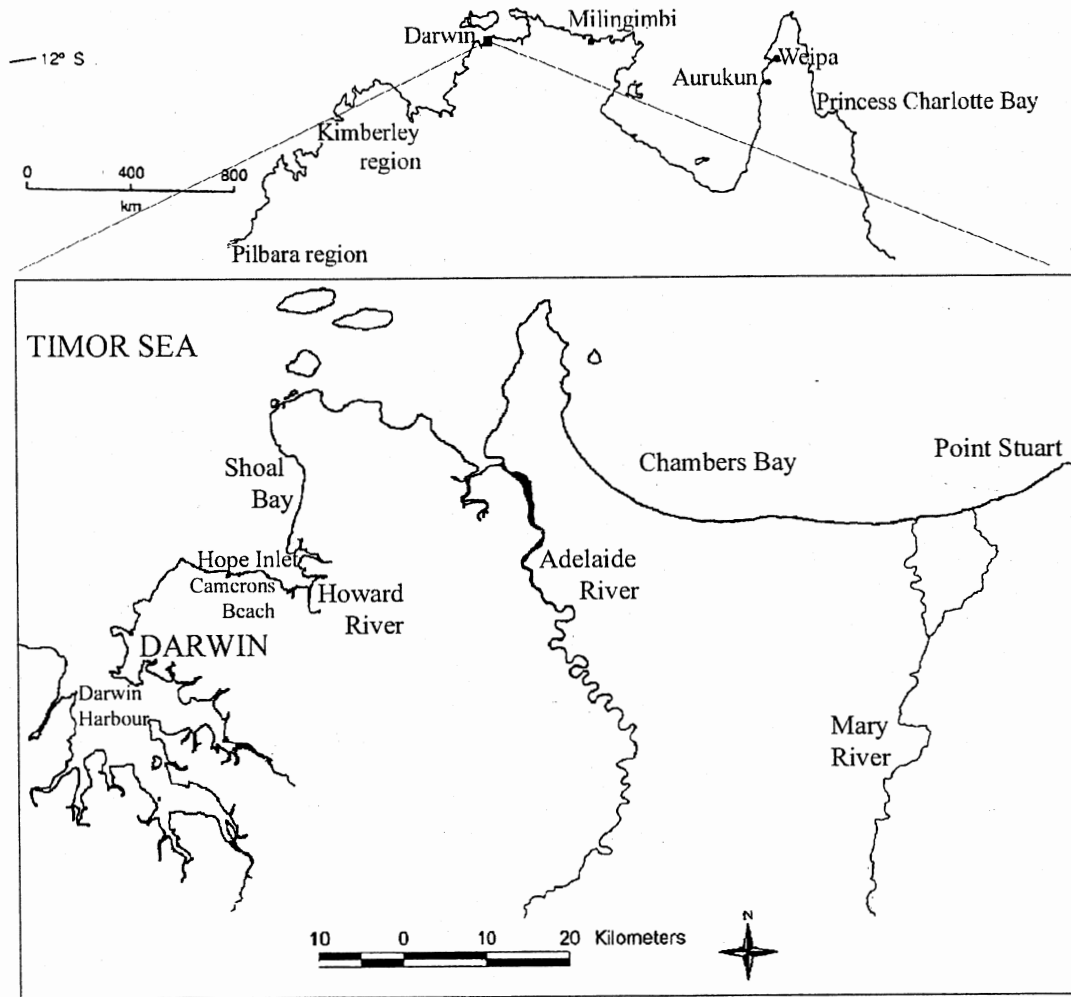 Milingimbi
Darwin
12° S
Weipa
Aurukun
Princess Charlotte Bay
Kimberley
region
0 400 800
km
Pilbara region
TIMOR SEA
Shoal
Bay
Chambers Bay
Point Stuart
Hope Inlet
Camerons
Beach
Howard
River
Adelaide
River
DARWIN
Darwin
Harbour
Mary
River
N
10 0 10 20 Kilometers